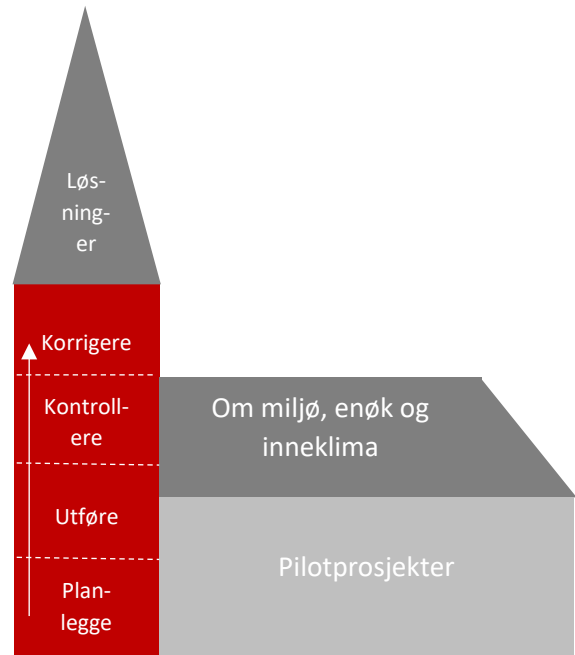 Løs-
ning-
er
Korrigere
Kontroll-
ere
Utføre
Plan-
legge
Om miljø, enøk og
inneklima
Pilotprosjekter